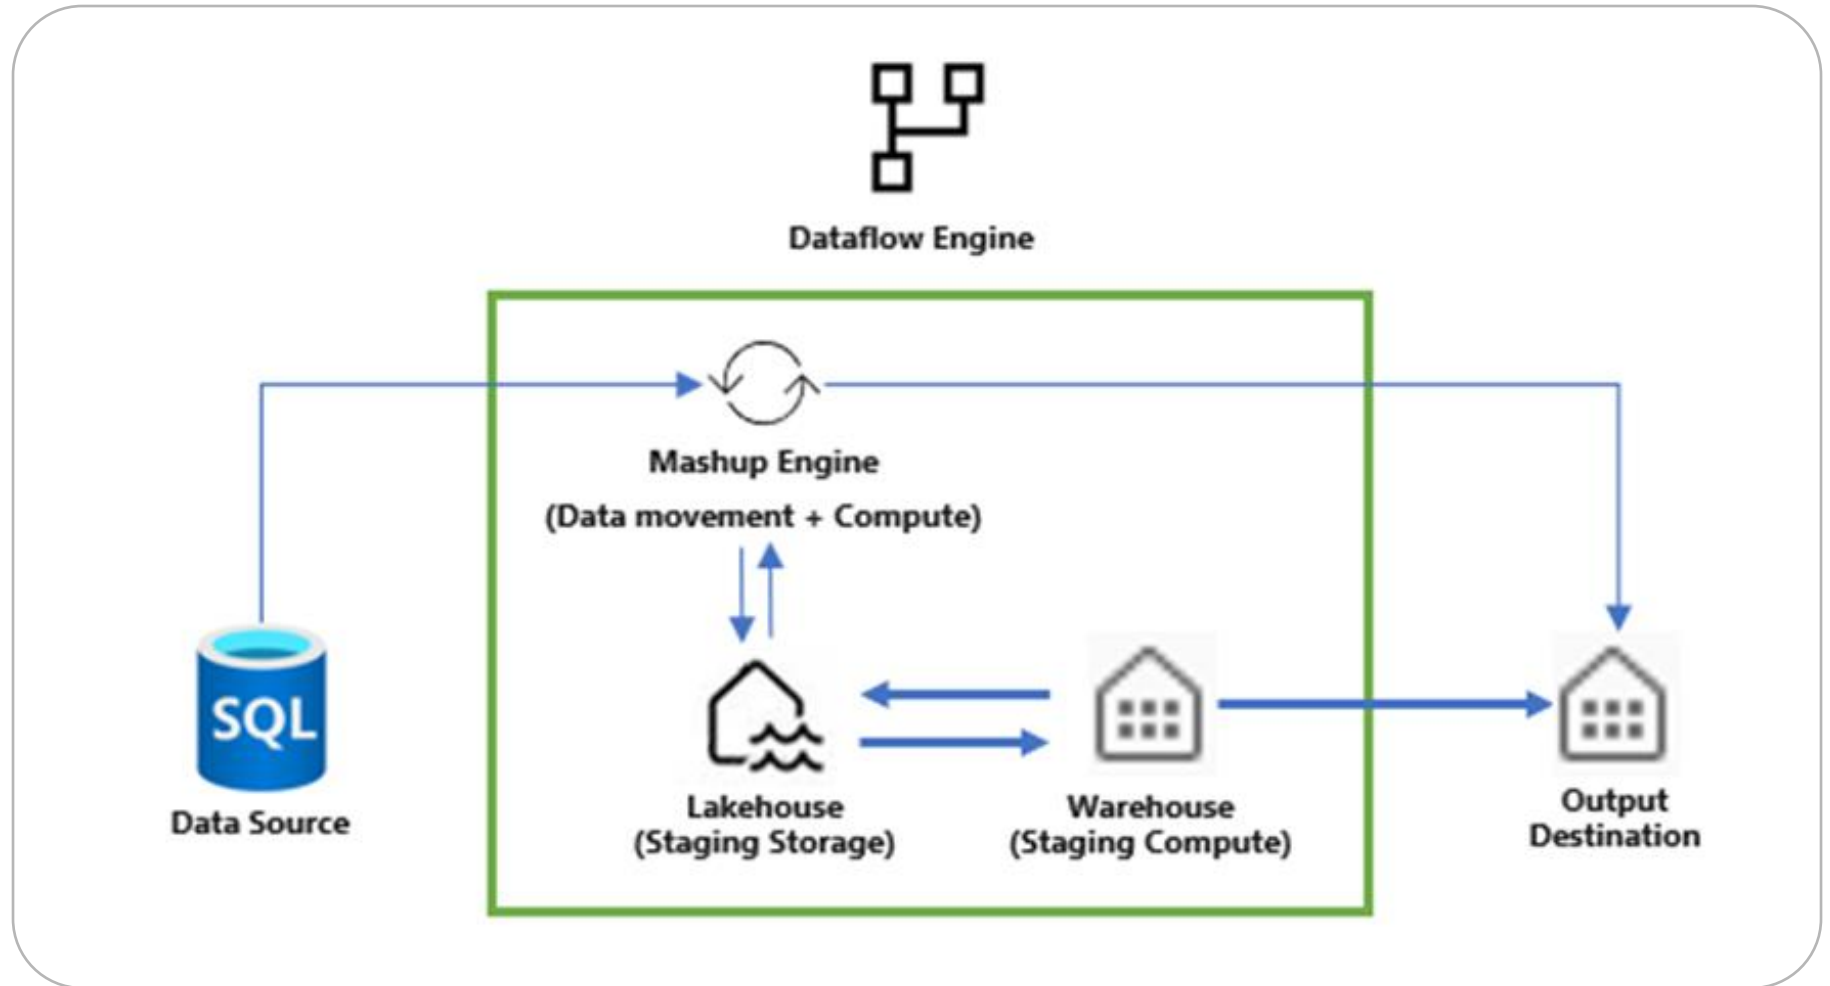 Dataflow Engine
Mashup Engine
(Data movement + Compute)
SQL
Data Source
Lakehouse
(Staging Storage)
Warehouse
(Staging Compute)
Output
Destination